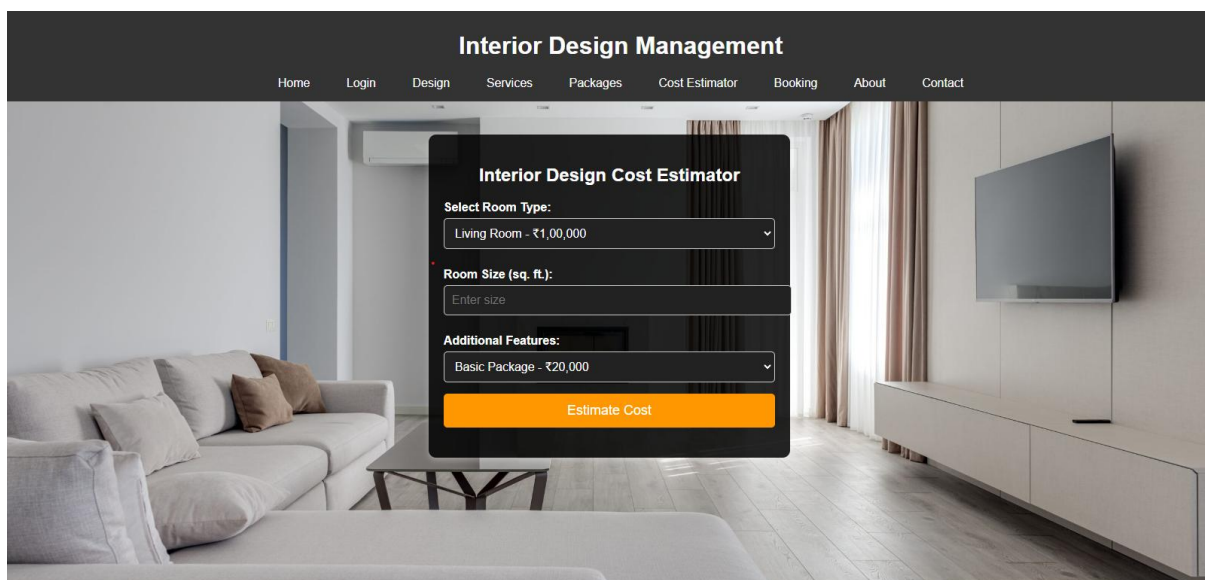 Interior Design Management
Home Login Design Services Packages Cost Estimator Booking About Contact
Interior Design Cost Estimator
Select Room Type:
Living Room - ₹1,00,000
Room Size (sq. ft.):
Enter size
Additional Features:
Basic Package - ₹20,000
Estimate Cost